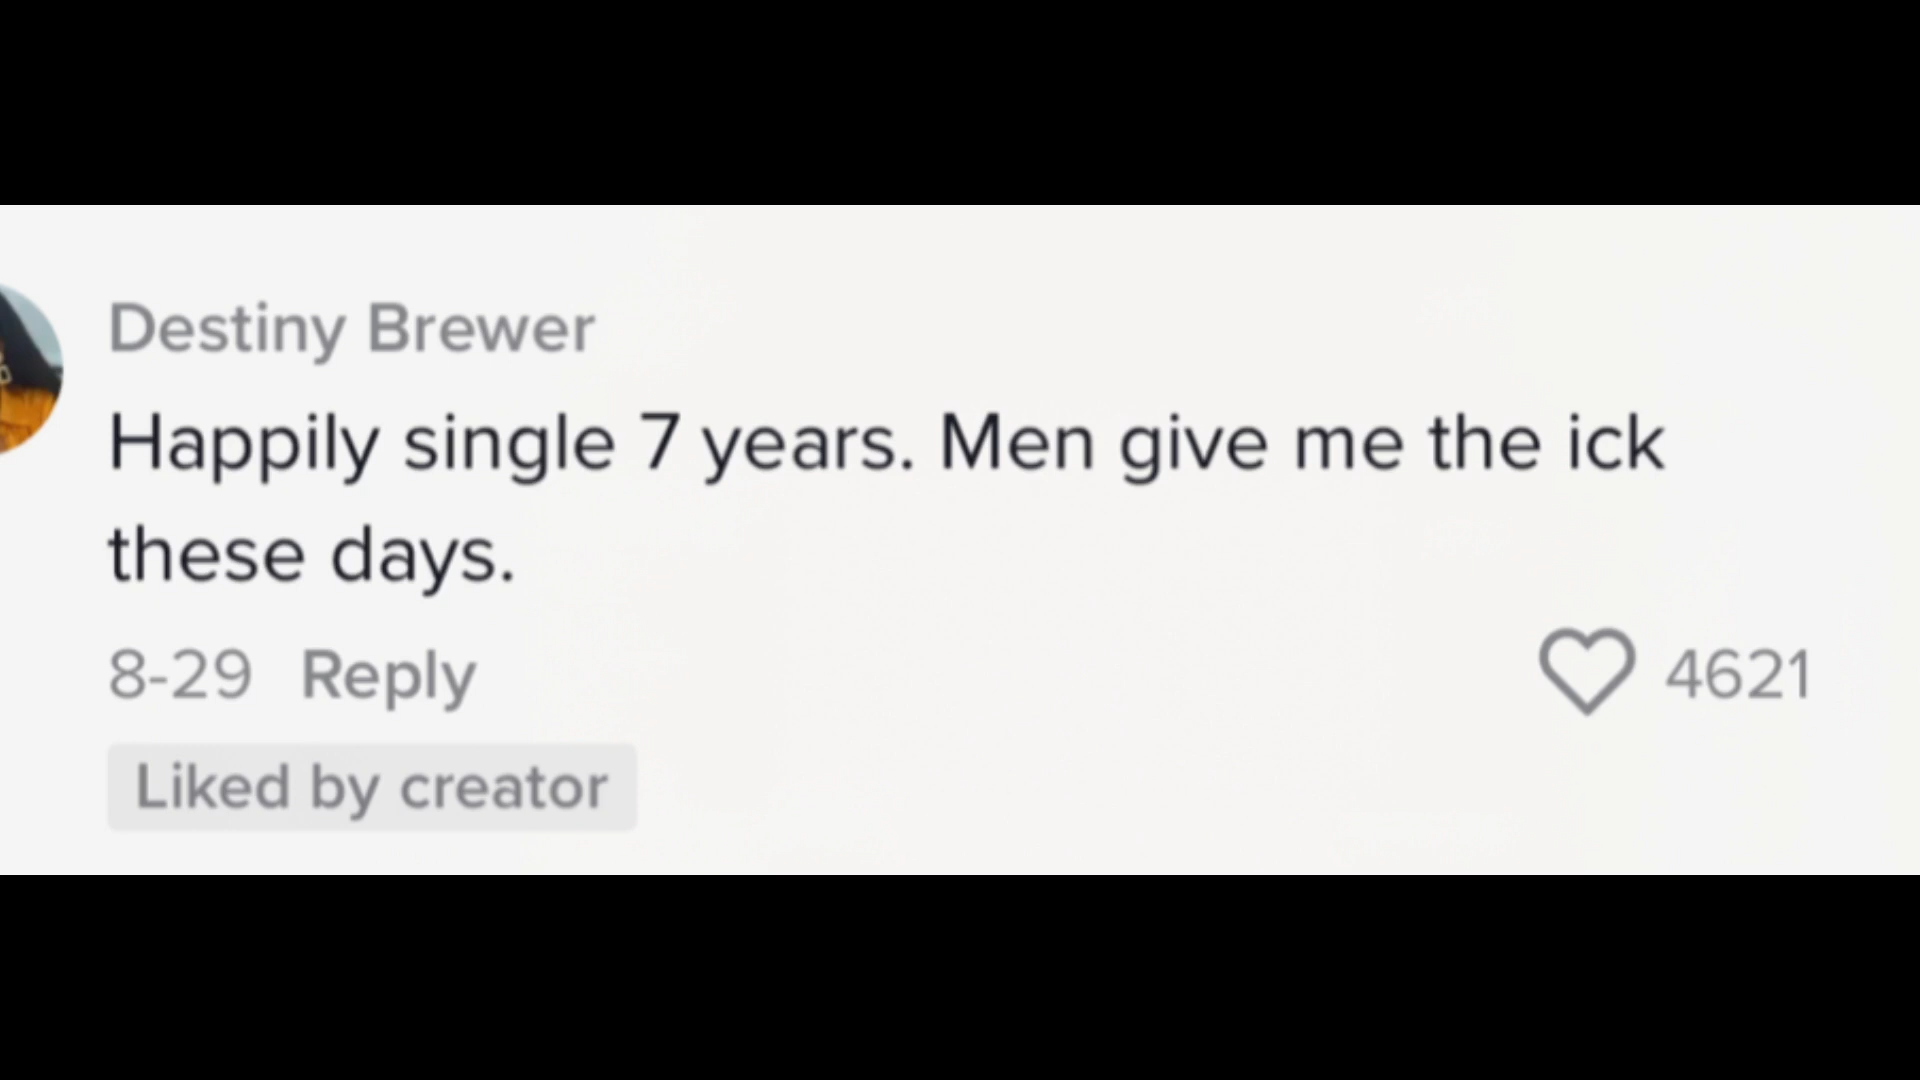 Destiny Brewer
Happily single 7 years. Men give me the ick
these days.
8-29 Reply
4621
Liked by creator